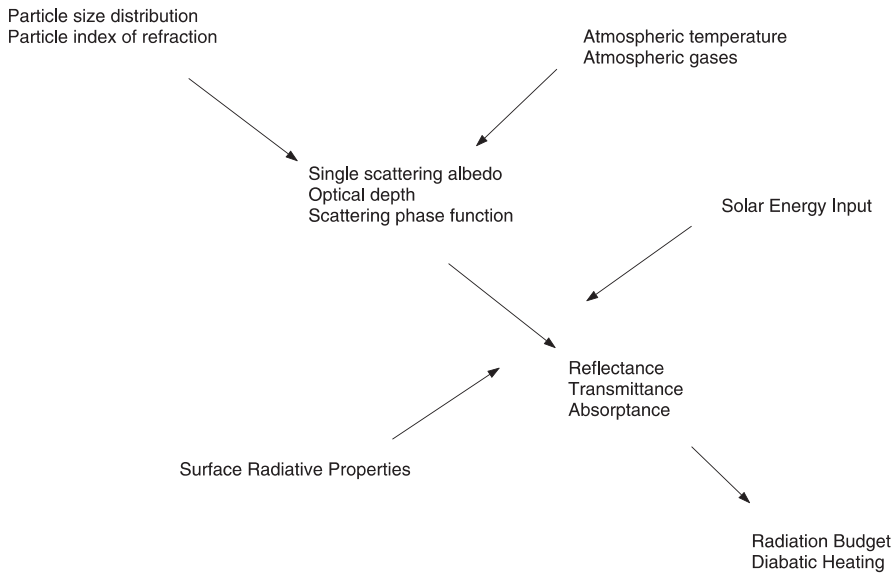 Particle size distribution
Particle index of refraction
Atmospheric temperature
Atmospheric gases
Single scattering albedo
Optical depth
Scattering phase function
Solar Energy Input
Reflectance
Transmittance
Absorptance
Surface Radiative Properties
Radiation Budget
Diabatic Heating